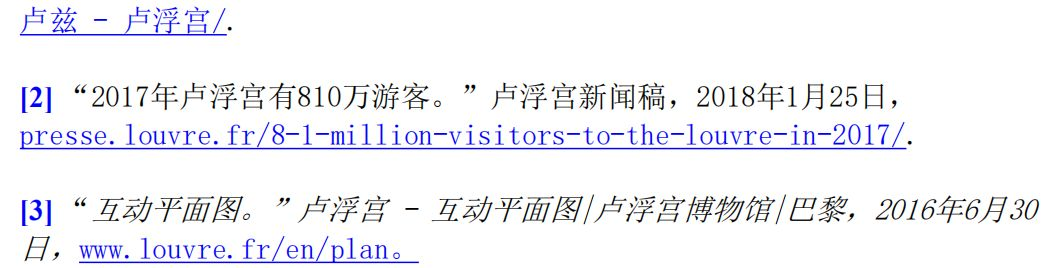 卢兹 - 卢浮宫/.
[2] “2017年卢浮宫有810万游客。”卢浮宫新闻稿，2018年1月25日，
presse.louvre.fr/8-1-million-visitors-to-the-louvre-in-2017/.
[3] “互动平面图。”卢浮宫 - 互动平面图|卢浮宫博物馆|巴黎，2016年6月30
日，www.louvre.fr/en/plan。